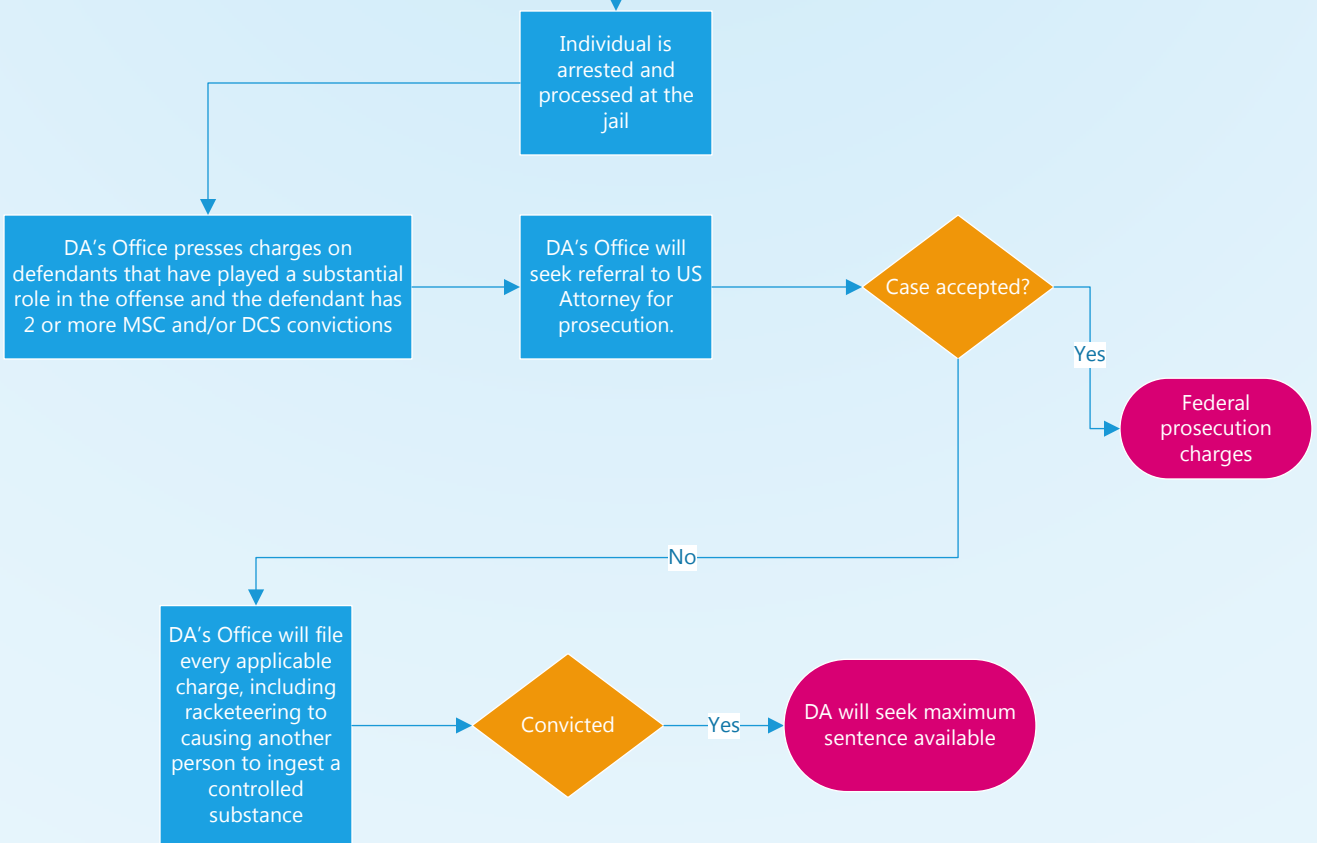 Individual is
arrested and
processed at the
jail
DA's Office presses charges on
defendants that have played a substantial
role in the offense and the defendant has
2 or more MSC and/or DCS convictions
DA's Office will
seek referral to US
Attorney for
prosecution.
Case accepted?
Yes
Federal
prosecution
charges
No
DA's Office will file
every applicable
charge, including
racketeering to
causing another
person to ingest a
controlled
substance
Convicted
Yes
DA will seek maximum
sentence available